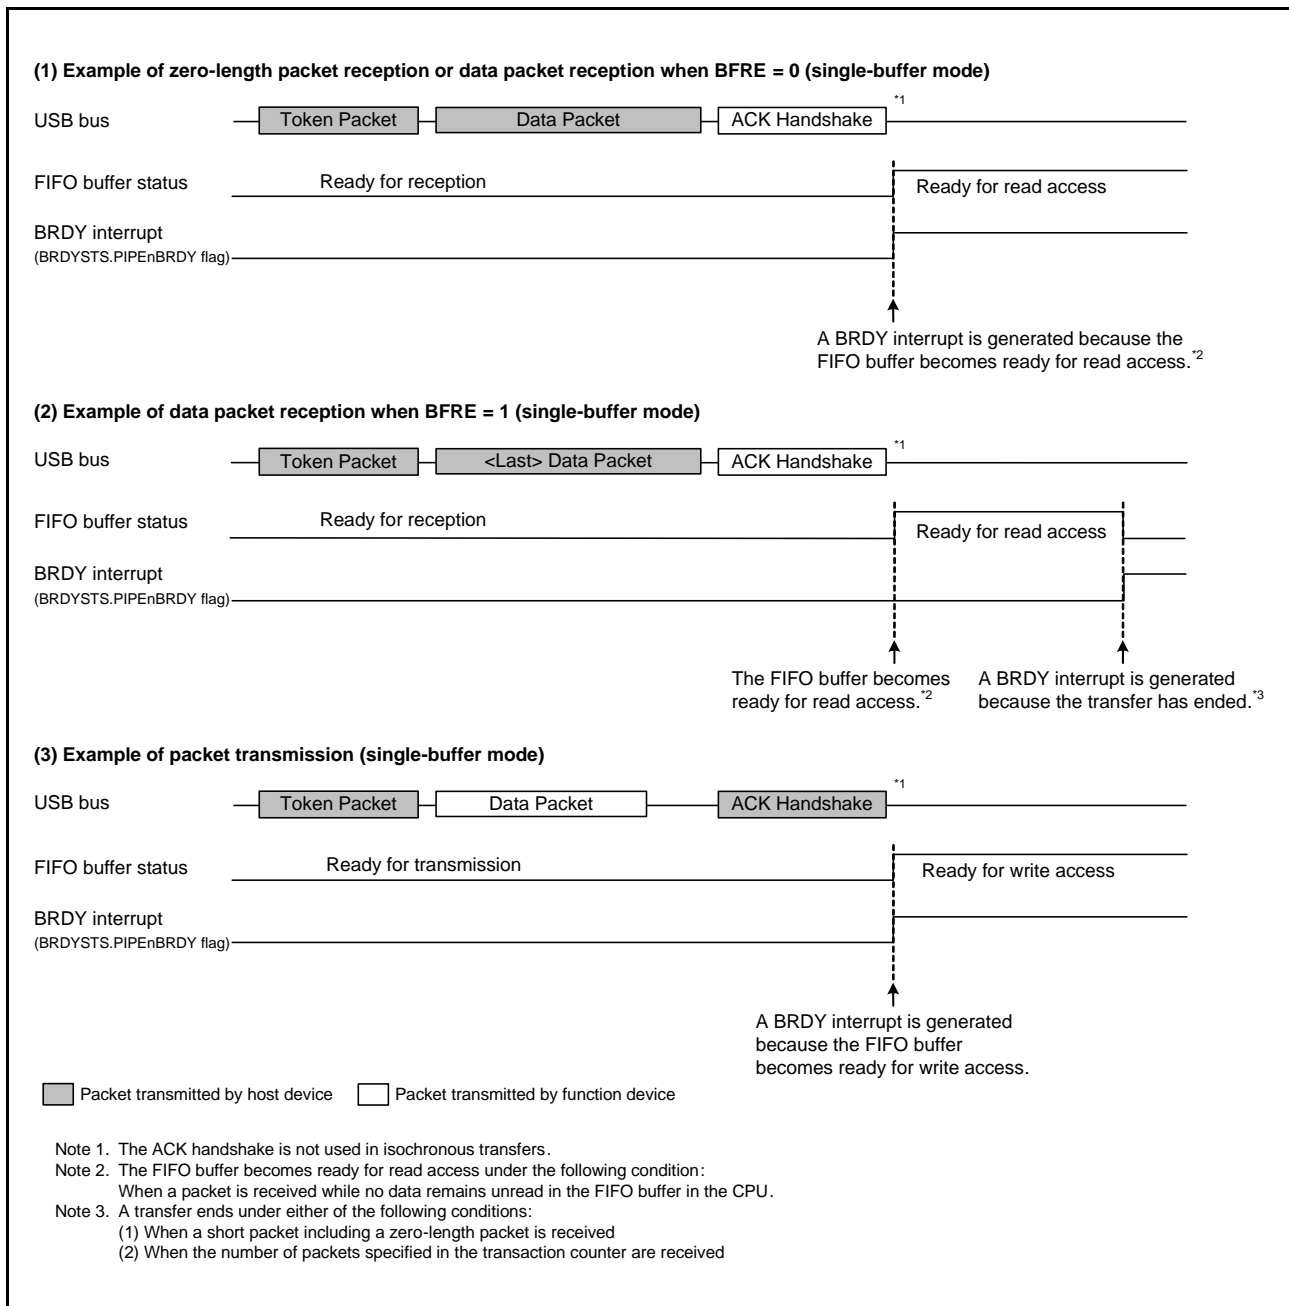 (1) Example of zero-length packet reception or data packet reception when BFRE = 0 (single-buffer mode)
*1
USB bus
Token Packet
Data Packet
ACK Handshake
FIFO buffer status
Ready for reception
Ready for read access
BRDY interrupt
(BRDYSTS.PIPEnBRDY flag)
A BRDY interrupt is generated because the
FIFO buffer becomes ready for read access.*2
(2) Example of data packet reception when BFRE = 1 (single-buffer mode)
*1
USB bus
Token Packet
<Last> Data Packet
ACK Handshake
FIFO buffer status
Ready for reception
Ready for read access
BRDY interrupt
(BRDYSTS.PIPEnBRDY flag)
The FIFO buffer becomes
ready for read access.*2
A BRDY interrupt is generated
because the transfer has ended.*3
(3) Example of packet transmission (single-buffer mode)
*1
USB bus
Token Packet
Data Packet
ACK Handshake
FIFO buffer status
Ready for transmission
Ready for write access
BRDY interrupt
(BRDYSTS.PIPEnBRDY flag)
A BRDY interrupt is generated
because the FIFO buffer
becomes ready for write access.
Packet transmitted by host device
Packet transmitted by function device
Note 1. The ACK handshake is not used in isochronous transfers.
Note 2. The FIFO buffer becomes ready for read access under the following condition:
When a packet is received while no data remains unread in the FIFO buffer in the CPU.
Note 3. A transfer ends under either of the following conditions:
(1) When a short packet including a zero-length packet is received
(2) When the number of packets specified in the transaction counter are received